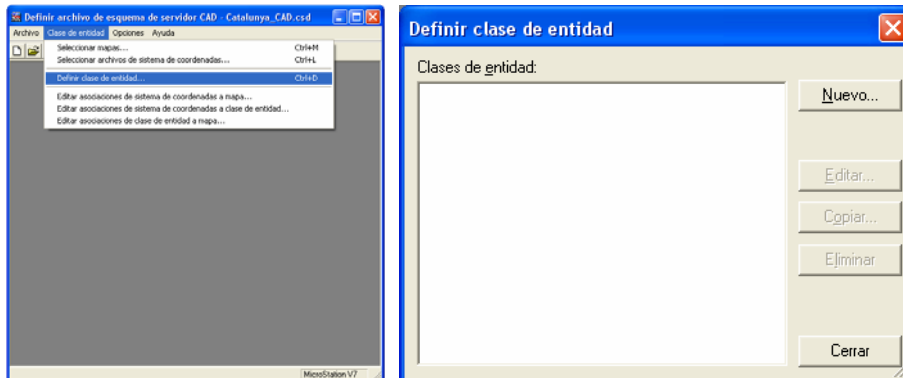 Definir archivo de esquema de servidor CAD - Catalunya_CAD.csd
Archivo Clase de entidad Opciones Ayuda
Seleccionar mapas... Ctrl+M
Seleccionar archivos de sistema de coordenadas... Ctrl+L
Definir clase de entidad... Ctrl+D
Editar asociaciones de sistema de coordenadas a mapa...
Editar asociaciones de sistema de coordenadas a clase de entidad...
Editar asociaciones de clase de entidad a mapa...
MicroStation V7
Definir clase de entidad
Clases de entidad:
Nuevo...
Editar...
Copiar...
Eliminar
Cerrar